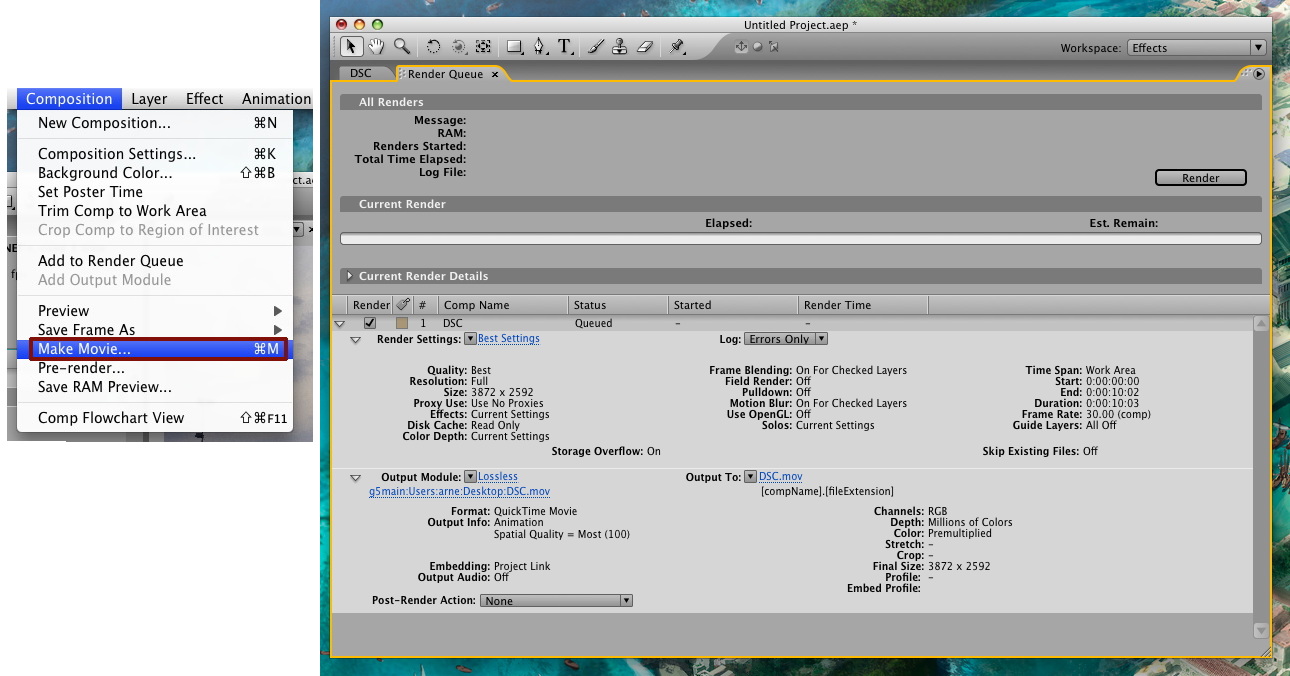 Composition Layer Effect Animation
New Composition... ⌘N
Composition Settings... ⌘K
Background Color... ⇧⌘B
Set Poster Time
Trim Comp to Work Area
Crop Comp to Region of Interest
Add to Render Queue
Add Output Module
Preview
Save Frame As
Make Movie... ⌘M
Pre-render...
Save RAM Preview...
Comp Flowchart View ⇧⌘F11
Untitled Project.aep *
Workspace: Effects
DSC Render Queue ×
All Renders
Message:
RAM:
Renders Started:
Total Time Elapsed:
Log File:
Render
Current Render
Elapsed: Est. Remain:
Current Render Details
Render # Comp Name Status Started Render Time
1 DSC Queued – –
Render Settings: Best Settings Log: Errors Only
Quality: Best Frame Blending: On For Checked Layers Time Span: Work Area
Resolution: Full Field Render: Off Start: 0:00:00:00
Size: 3872 x 2592 Pulldown: Off End: 0:00:10:02
Proxy Use: Use No Proxies Motion Blur: On For Checked Layers Duration: 0:00:10:03
Effects: Current Settings Use OpenGL: Off Frame Rate: 30.00 (comp)
Disk Cache: Read Only Solos: Current Settings Guide Layers: All Off
Color Depth: Current Settings
Storage Overflow: On Skip Existing Files: Off
Output Module: Lossless Output To: DSC.mov
g5main:Users:arne:Desktop:DSC.mov [compName].[fileExtension]
Format: QuickTime Movie Channels: RGB
Output Info: Animation Depth: Millions of Colors
Spatial Quality = Most (100) Color: Premultiplied
Stretch: –
Crop: –
Embedding: Project Link Final Size: 3872 x 2592
Output Audio: Off Profile: –
Embed Profile:
Post-Render Action: None